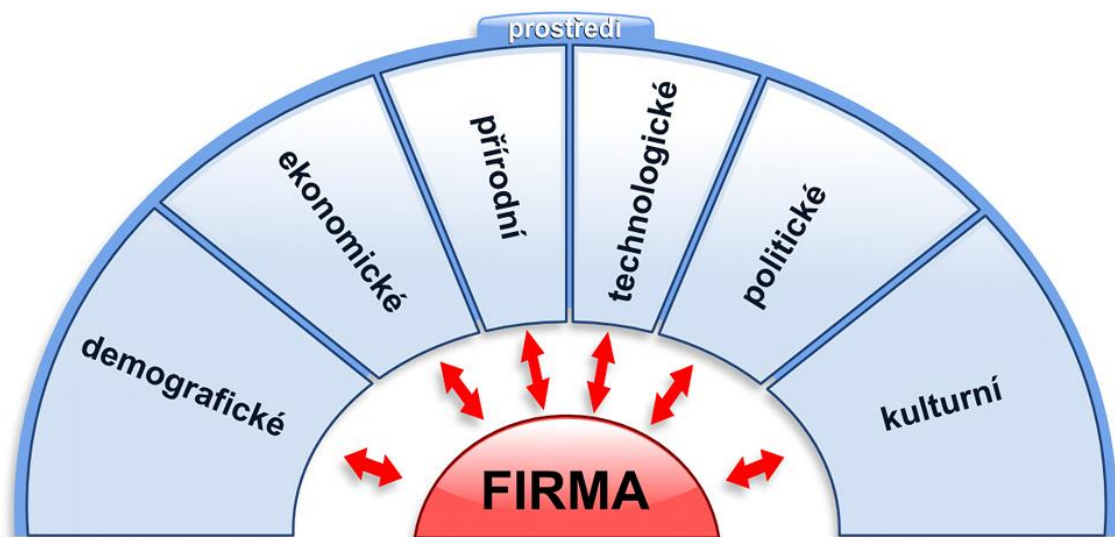 prostředí
demografické
ekonomické
přírodní
technologické
politické
kulturní
FIRMA